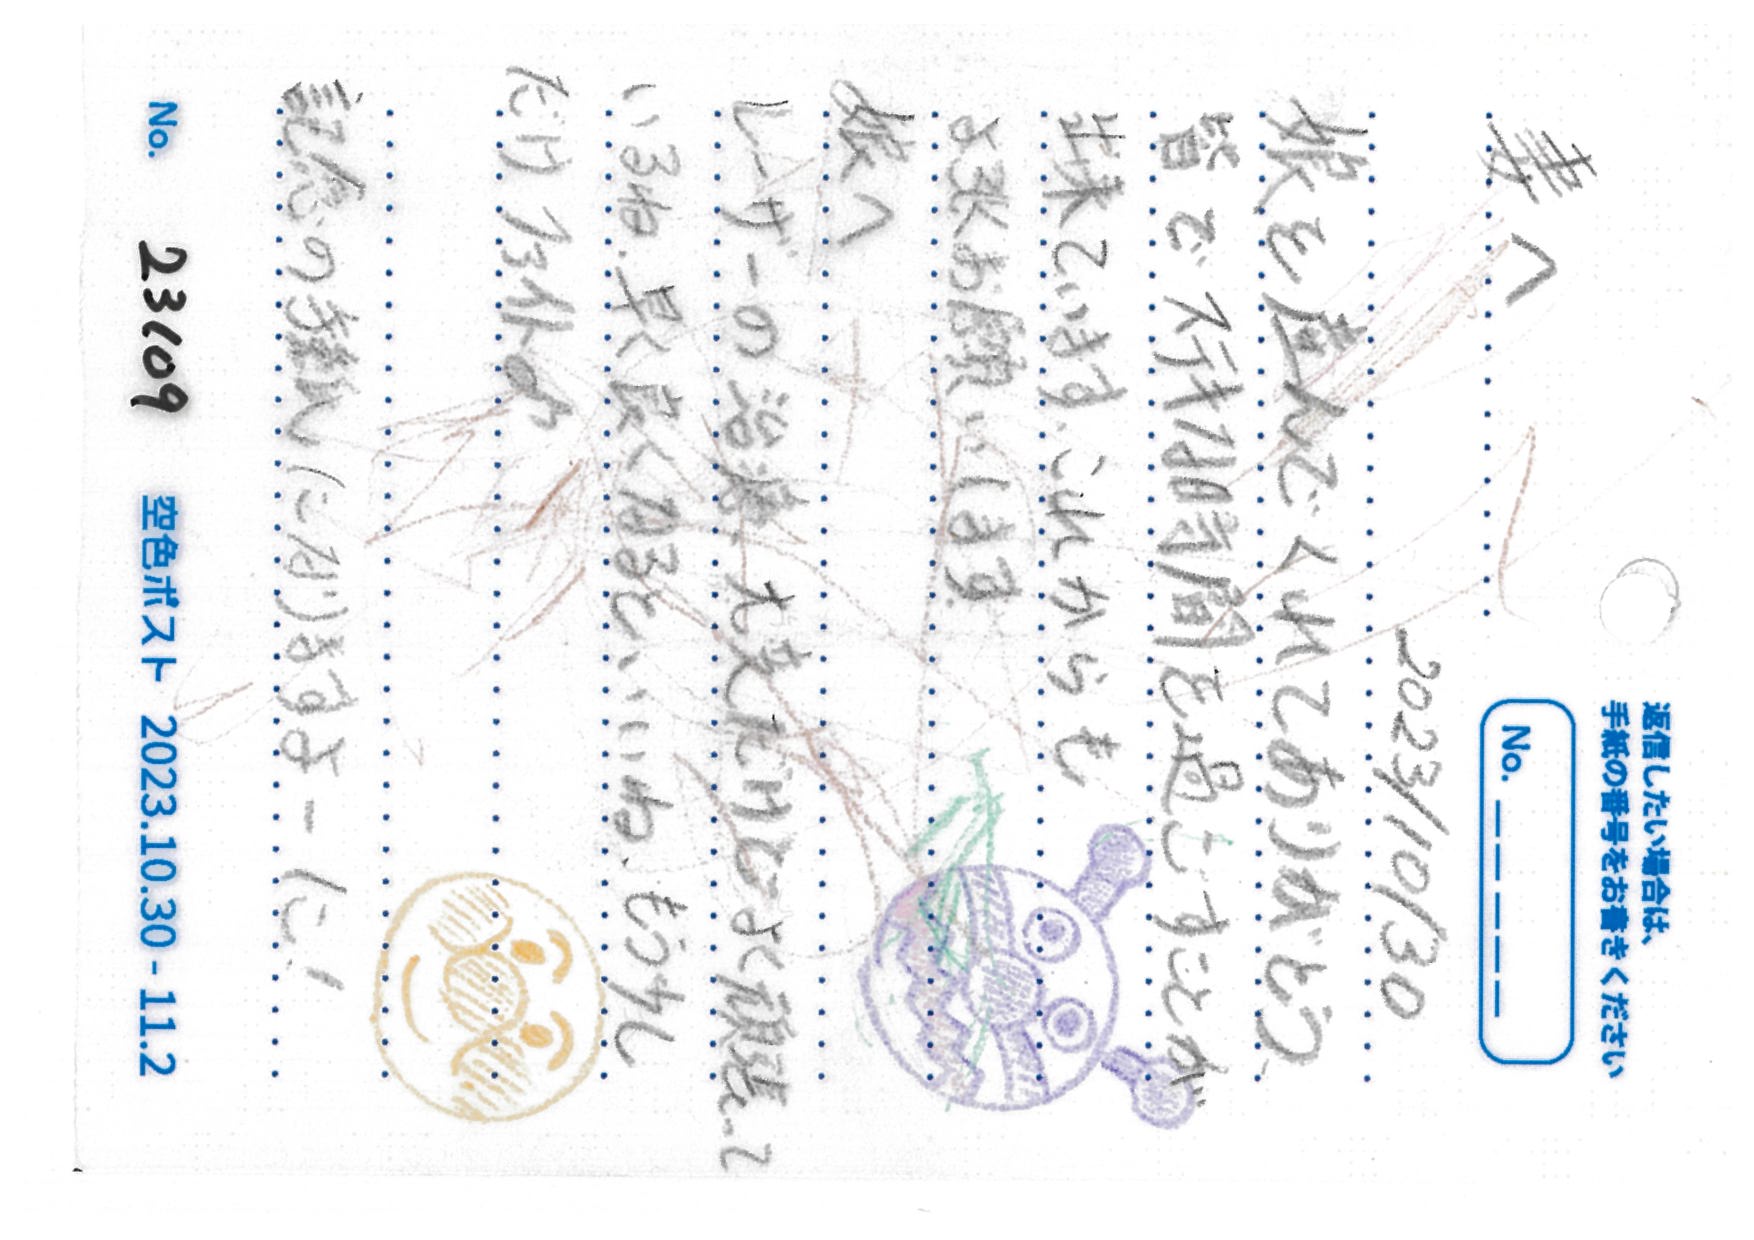 返信したい場合は、
手紙の番号をお書きください
No. _ _ _ _ _
妻へ
2023/10/30
娘を産んでくれてありがとう、
皆でステキな時間を過ごすことが
出来ています。これからも
よろしくお願いします。
娘へ
レーザーの治療、大変だけどよく頑張って
いるね、早く良くなるといいね、もう少し
だけファイト♪
記念の手紙になりますよーに!
No. 23109 空色ポスト 2023.10.30 - 11.2